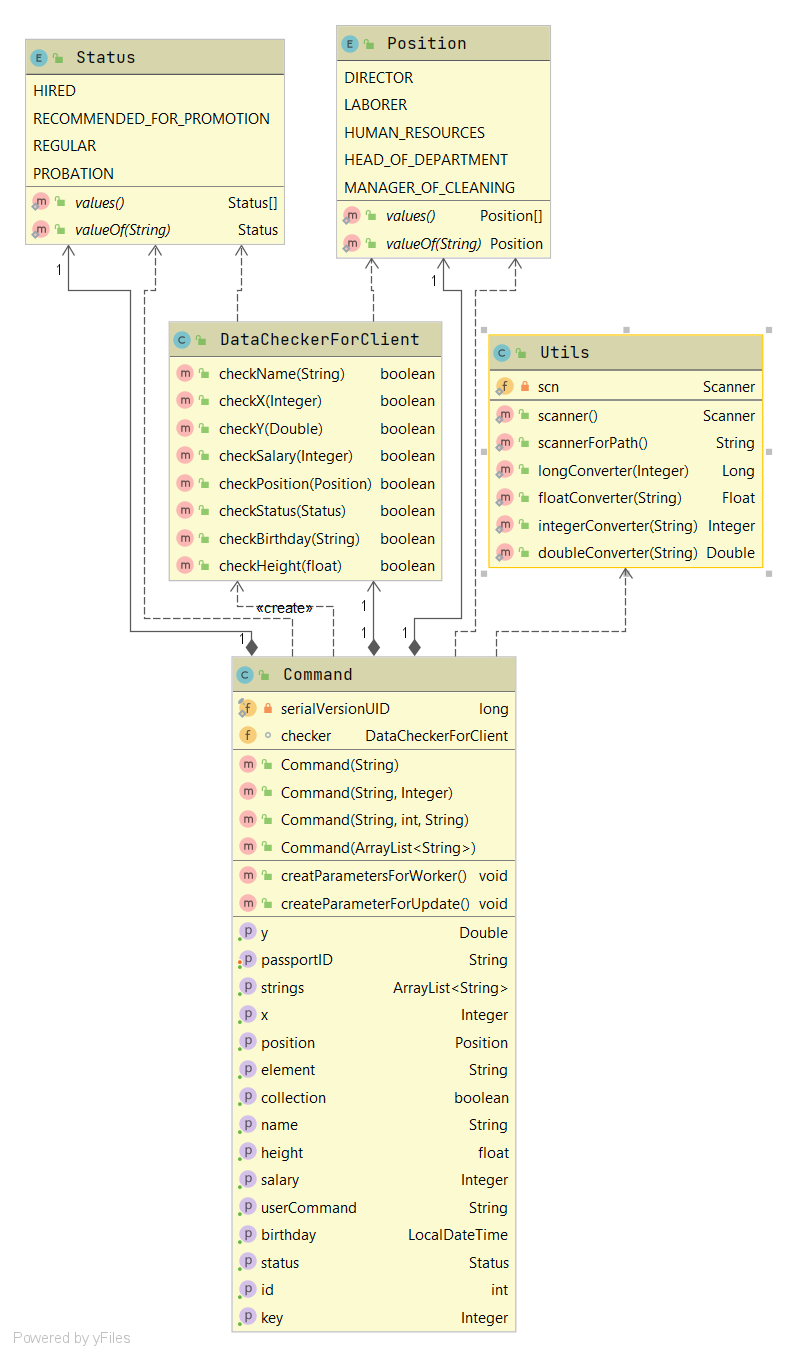 E Status
HIRED
RECOMMENDED_FOR_PROMOTION
REGULAR
PROBATION
m values() Status[]
m valueOf(String) Status
E Position
DIRECTOR
LABORER
HUMAN_RESOURCES
HEAD_OF_DEPARTMENT
MANAGER_OF_CLEANING
m values() Position[]
m valueOf(String) Position
1
1
C DataCheckerForClient
m checkName(String) boolean
m checkX(Integer) boolean
m checkY(Double) boolean
m checkSalary(Integer) boolean
m checkPosition(Position) boolean
m checkStatus(Status) boolean
m checkBirthday(String) boolean
m checkHeight(float) boolean
C Utils
f scn Scanner
m scanner() Scanner
m scannerForPath() String
m longConverter(Integer) Long
m floatConverter(String) Float
m integerConverter(String) Integer
m doubleConverter(String) Double
«create»
1
1
1
1
C Command
f serialVersionUID long
f checker DataCheckerForClient
m Command(String)
m Command(String, Integer)
m Command(String, int, String)
m Command(ArrayList<String>)
m creatParametersForWorker() void
m createParameterForUpdate() void
p y Double
p passportID String
p strings ArrayList<String>
p x Integer
p position Position
p element String
p collection boolean
p name String
p height float
p salary Integer
p userCommand String
p birthday LocalDateTime
p status Status
p id int
p key Integer
Powered by yFiles